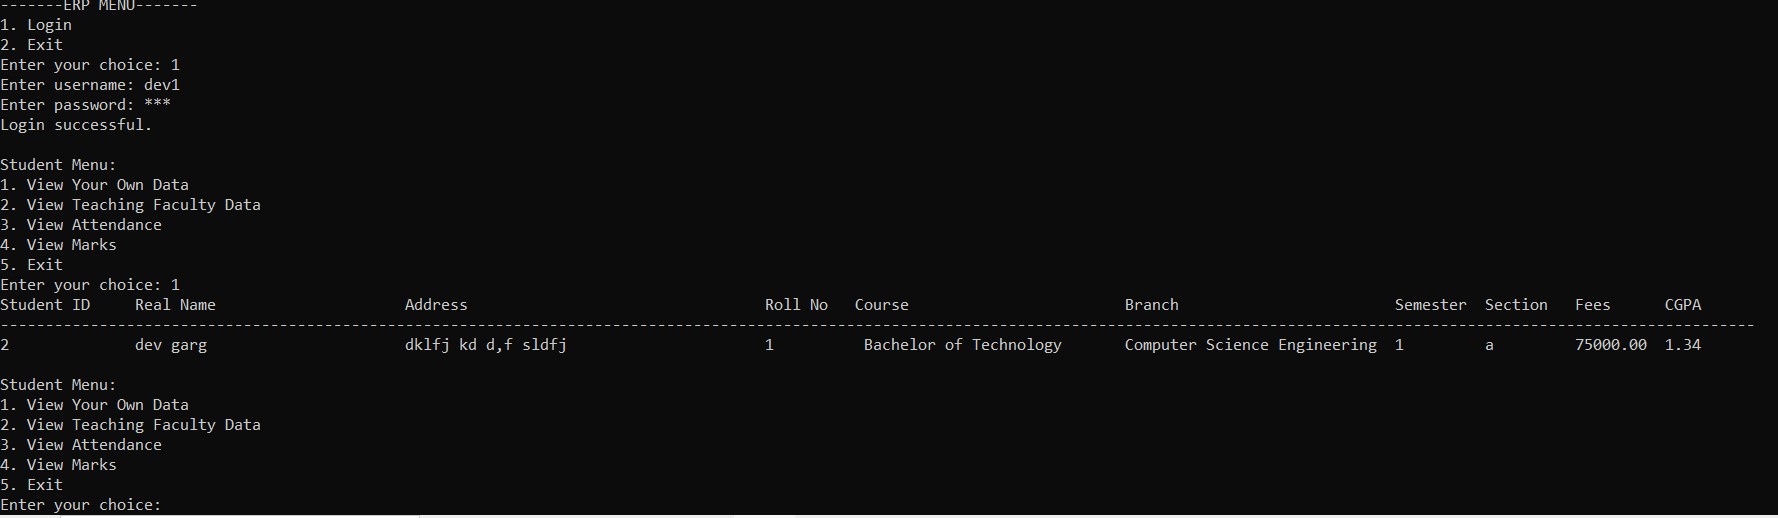 -------ERP MENU-------
1. Login
2. Exit
Enter your choice: 1
Enter username: dev1
Enter password: ***
Login successful.
Student Menu:
1. View Your Own Data
2. View Teaching Faculty Data
3. View Attendance
4. View Marks
5. Exit
Enter your choice: 1
Student ID     Real Name                     Address                                 Roll No   Course                        Branch                        Semester  Section   Fees      CGPA
---------------------------------------------------------------------------------------------------------------------------------------------------------------------------------------------------
2              dev garg                      dklfj kd d,f sldfj                      1          Bachelor of Technology       Computer Science Engineering  1         a         75000.00  1.34
Student Menu:
1. View Your Own Data
2. View Teaching Faculty Data
3. View Attendance
4. View Marks
5. Exit
Enter your choice: